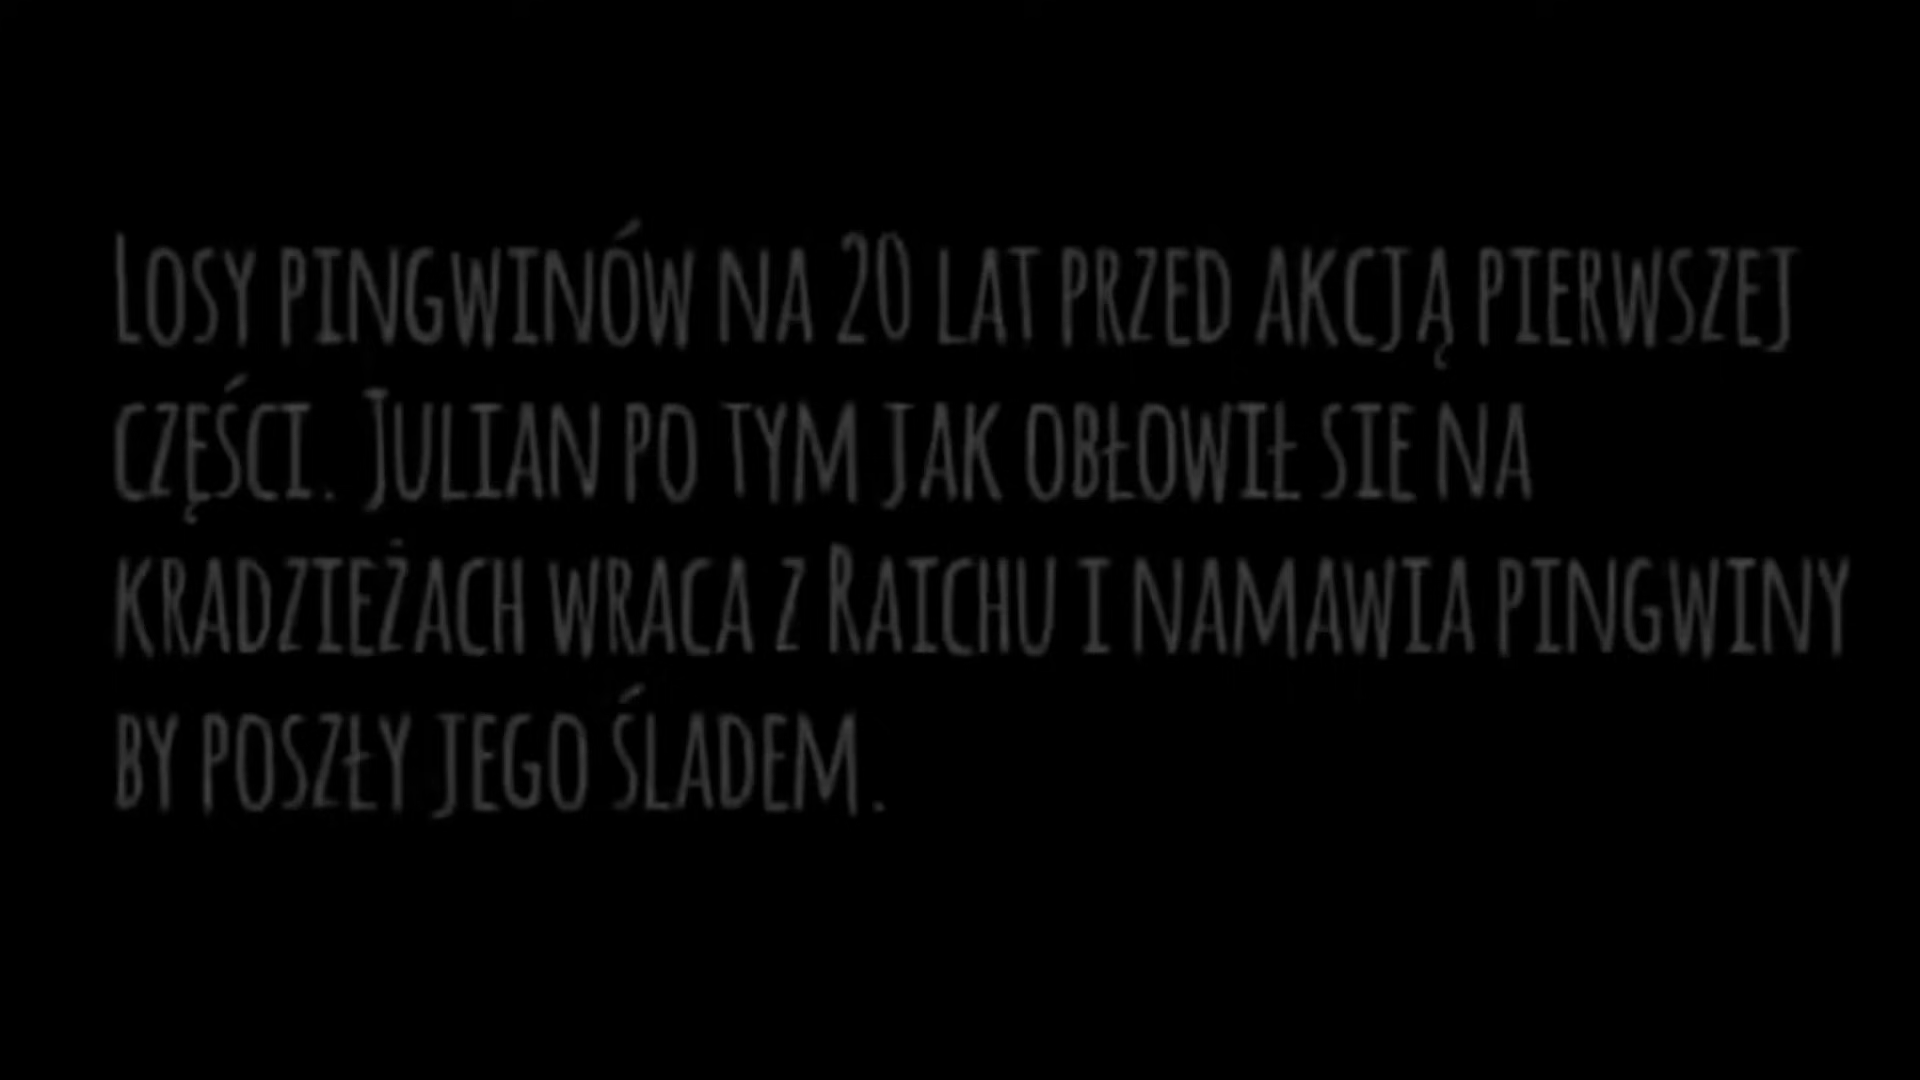 Losy pingwinów na 20 lat przed akcją pierwszej
części. Julian po tym jak obłowił sie na
kradzieżach wraca z Raichu i namawia pingwiny
by poszły jego śladem.